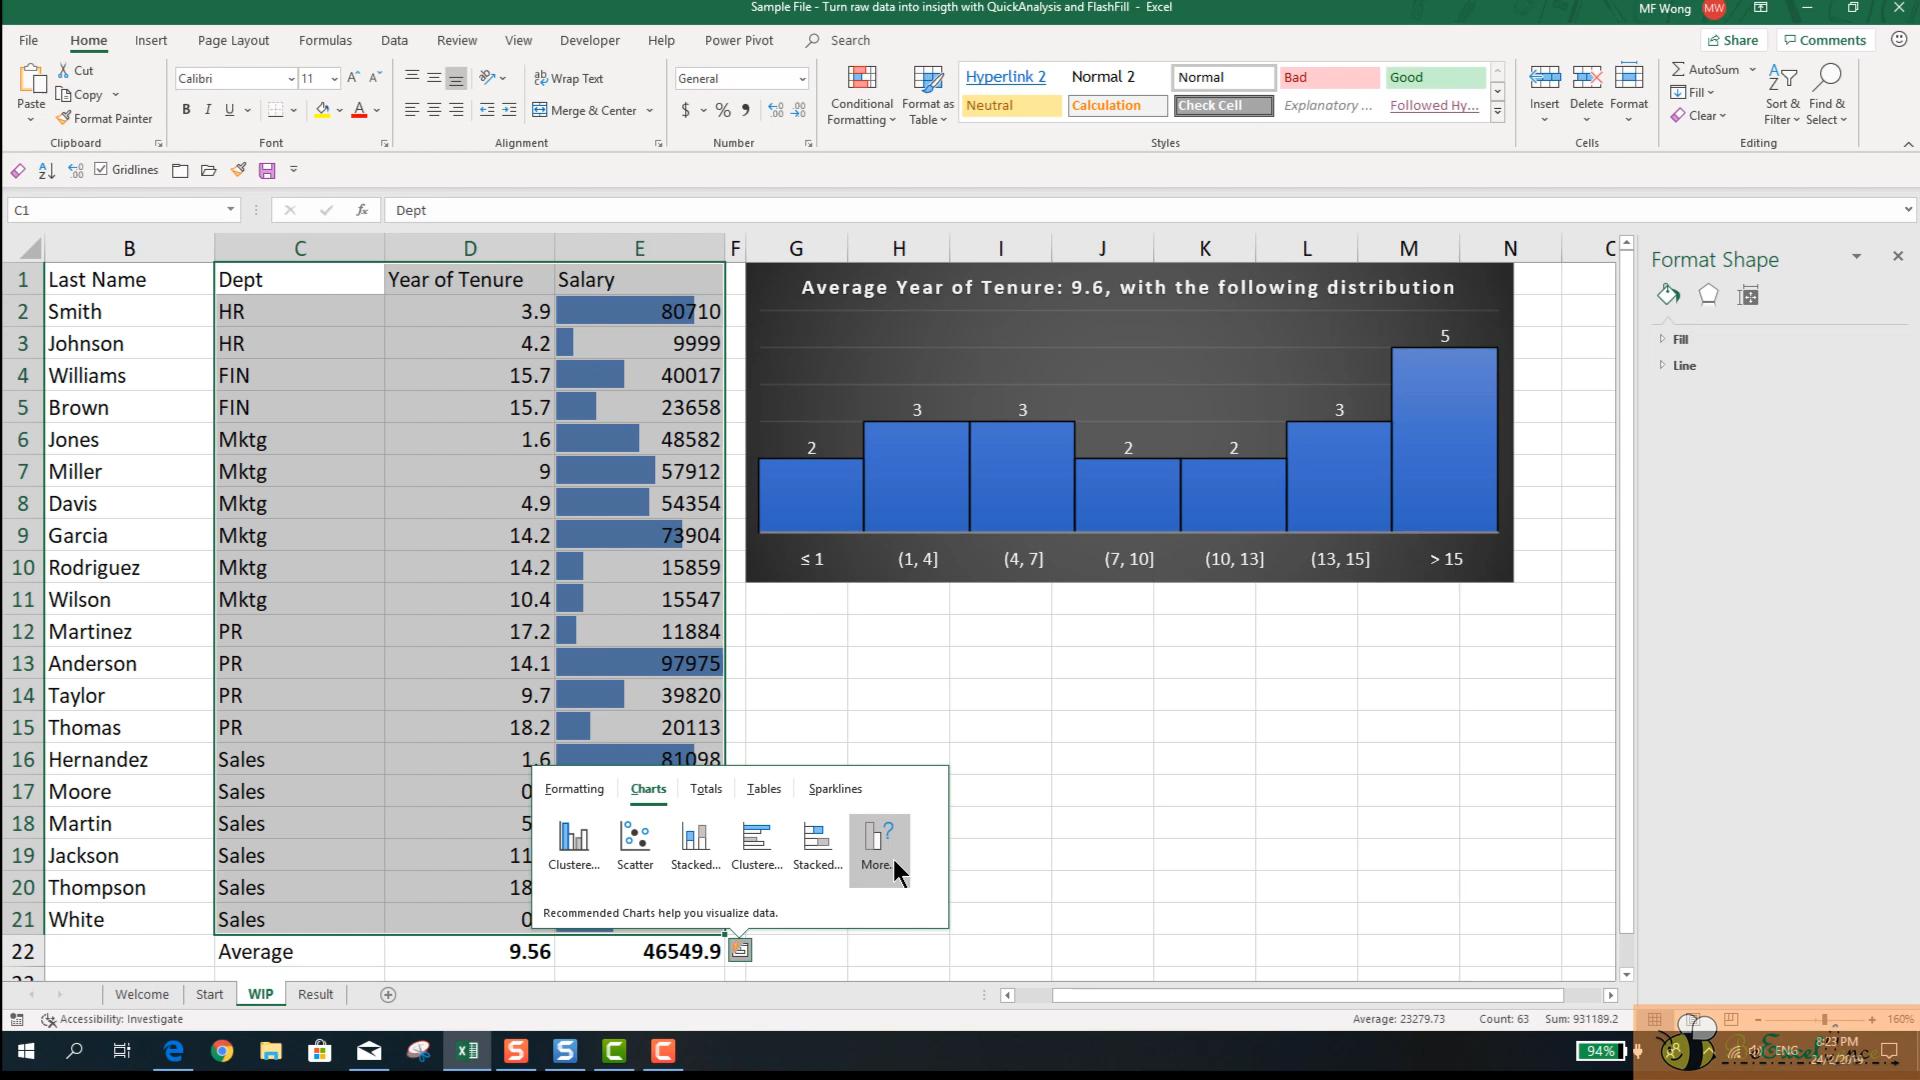 Sample File - Turn raw data into insigth with QuickAnalysis and FlashFill - Excel
MF Wong MW
File Home Insert Page Layout Formulas Data Review View Developer Help Power Pivot Search Share Comments
Paste Cut Copy Format Painter
Clipboard
Calibri 11
B I U A A
Font
Wrap Text
Merge & Center
Alignment
General
$ % ,
Number
Conditional Formatting
Format as Table
Hyperlink 2 Normal 2 Normal Bad Good
Neutral Calculation Check Cell Explanatory ... Followed Hy...
Styles
Insert Delete Format
Cells
AutoSum
Fill
Clear
Sort & Filter
Find & Select
Editing
Gridlines
C1 fx Dept
B C D E F G H I J K L M N
1 Last Name Dept Year of Tenure Salary
2 Smith HR 3.9 80710
3 Johnson HR 4.2 9999
4 Williams FIN 15.7 40017
5 Brown FIN 15.7 23658
6 Jones Mktg 1.6 48582
7 Miller Mktg 9 57912
8 Davis Mktg 4.9 54354
9 Garcia Mktg 14.2 73904
10 Rodriguez Mktg 14.2 15859
11 Wilson Mktg 10.4 15547
12 Martinez PR 17.2 11884
13 Anderson PR 14.1 97975
14 Taylor PR 9.7 39820
15 Thomas PR 18.2 20113
16 Hernandez Sales 1.6 81098
17 Moore Sales
18 Martin Sales
19 Jackson Sales
20 Thompson Sales
21 White Sales
22 Average 9.56 46549.9
Average Year of Tenure: 9.6, with the following distribution
2 3 3 2 2 3 5
≤ 1 (1, 4] (4, 7] (7, 10] (10, 13] (13, 15] > 15
Format Shape
Fill
Line
Formatting Charts Totals Tables Sparklines
Clustere... Scatter Stacked... Clustere... Stacked... More
Recommended Charts help you visualize data.
Welcome Start WIP Result
Accessibility: Investigate
Average: 23279.73 Count: 63 Sum: 931189.2
160%
94%
ENG
8:23 PM
24/2/2019